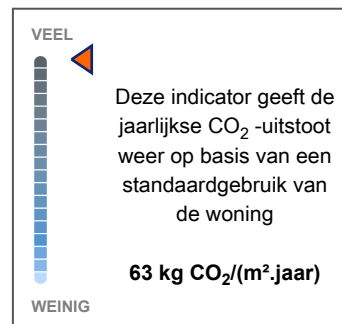 VEEL
Deze indicator geeft de
jaarlijkse CO₂ -uitstoot
weer op basis van een
standaardgebruik van
de woning
63 kg CO₂/(m².jaar)
WEINIG